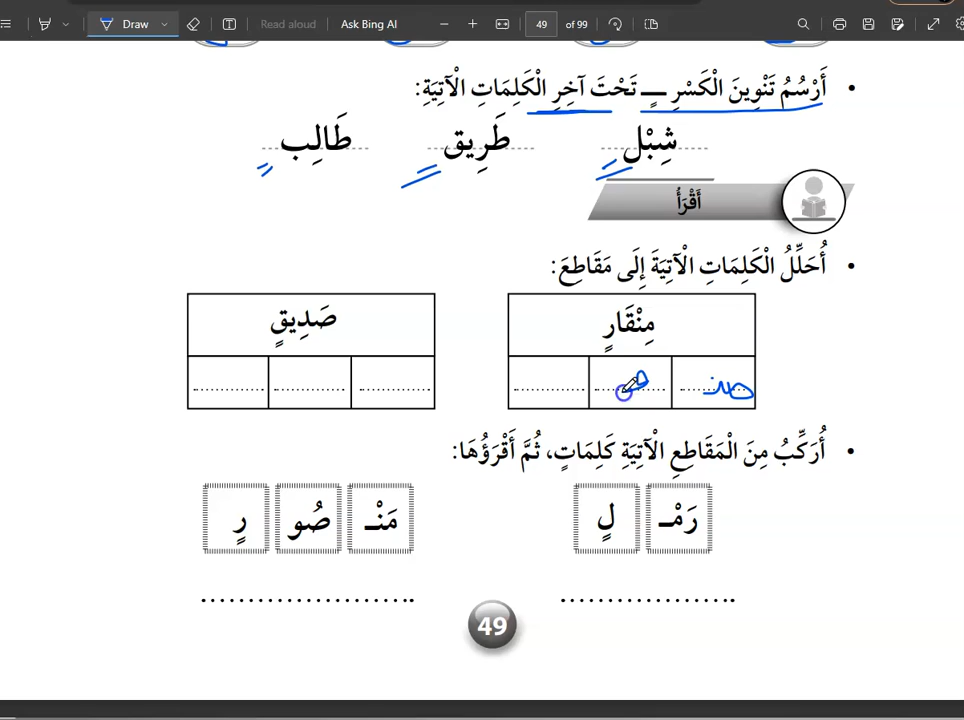 Draw
Read aloud
Ask Bing AI
49 of 99
• أَرْسُمُ تَنْوِينَ الْكَسْرِ ـٍ تَحْتَ آخِرِ الْكَلِمَاتِ الْآتِيَةِ:
شِبْل طَرِيق طَالِب
أَقْرَأُ
• أُحَلِّلُ الْكَلِمَاتِ الْآتِيَةَ إِلَى مَقَاطِعَ:
مِنْقَارٍ صَدِيقٍ
• أُرَكِّبُ مِنَ الْمَقَاطِعِ الْآتِيَةِ كَلِمَاتٍ، ثُمَّ أَقْرَؤُهَا:
رَمْـ لٍ مَنْـ صُو رٍ
49